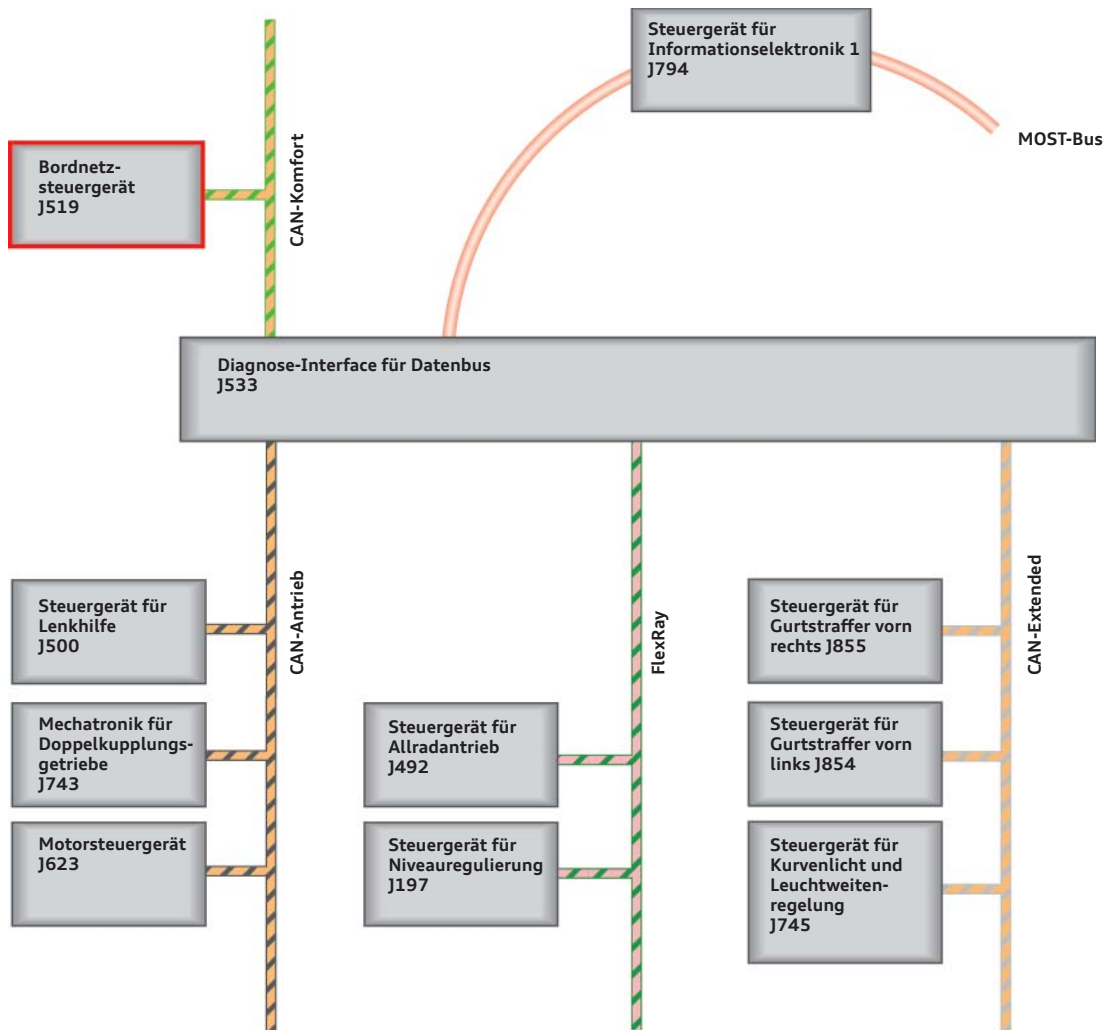 Steuergerät für
Informationselektronik 1
J794
MOST-Bus
Bordnetz-
steuergerät
J519
CAN-Komfort
Diagnose-Interface für Datenbus
J533
Steuergerät für
Lenkhilfe
J500
Mechatronik für
Doppelkupplungs-
getriebe
J743
Motorsteuergerät
J623
CAN-Antrieb
Steuergerät für
Allradantrieb
J492
Steuergerät für
Niveauregulierung
J197
FlexRay
Steuergerät für
Gurtstraffer vorn
rechts J855
Steuergerät für
Gurtstraffer vorn
links J854
Steuergerät für
Kurvenlicht und
Leuchtweiten-
regelung
J745
CAN-Extended